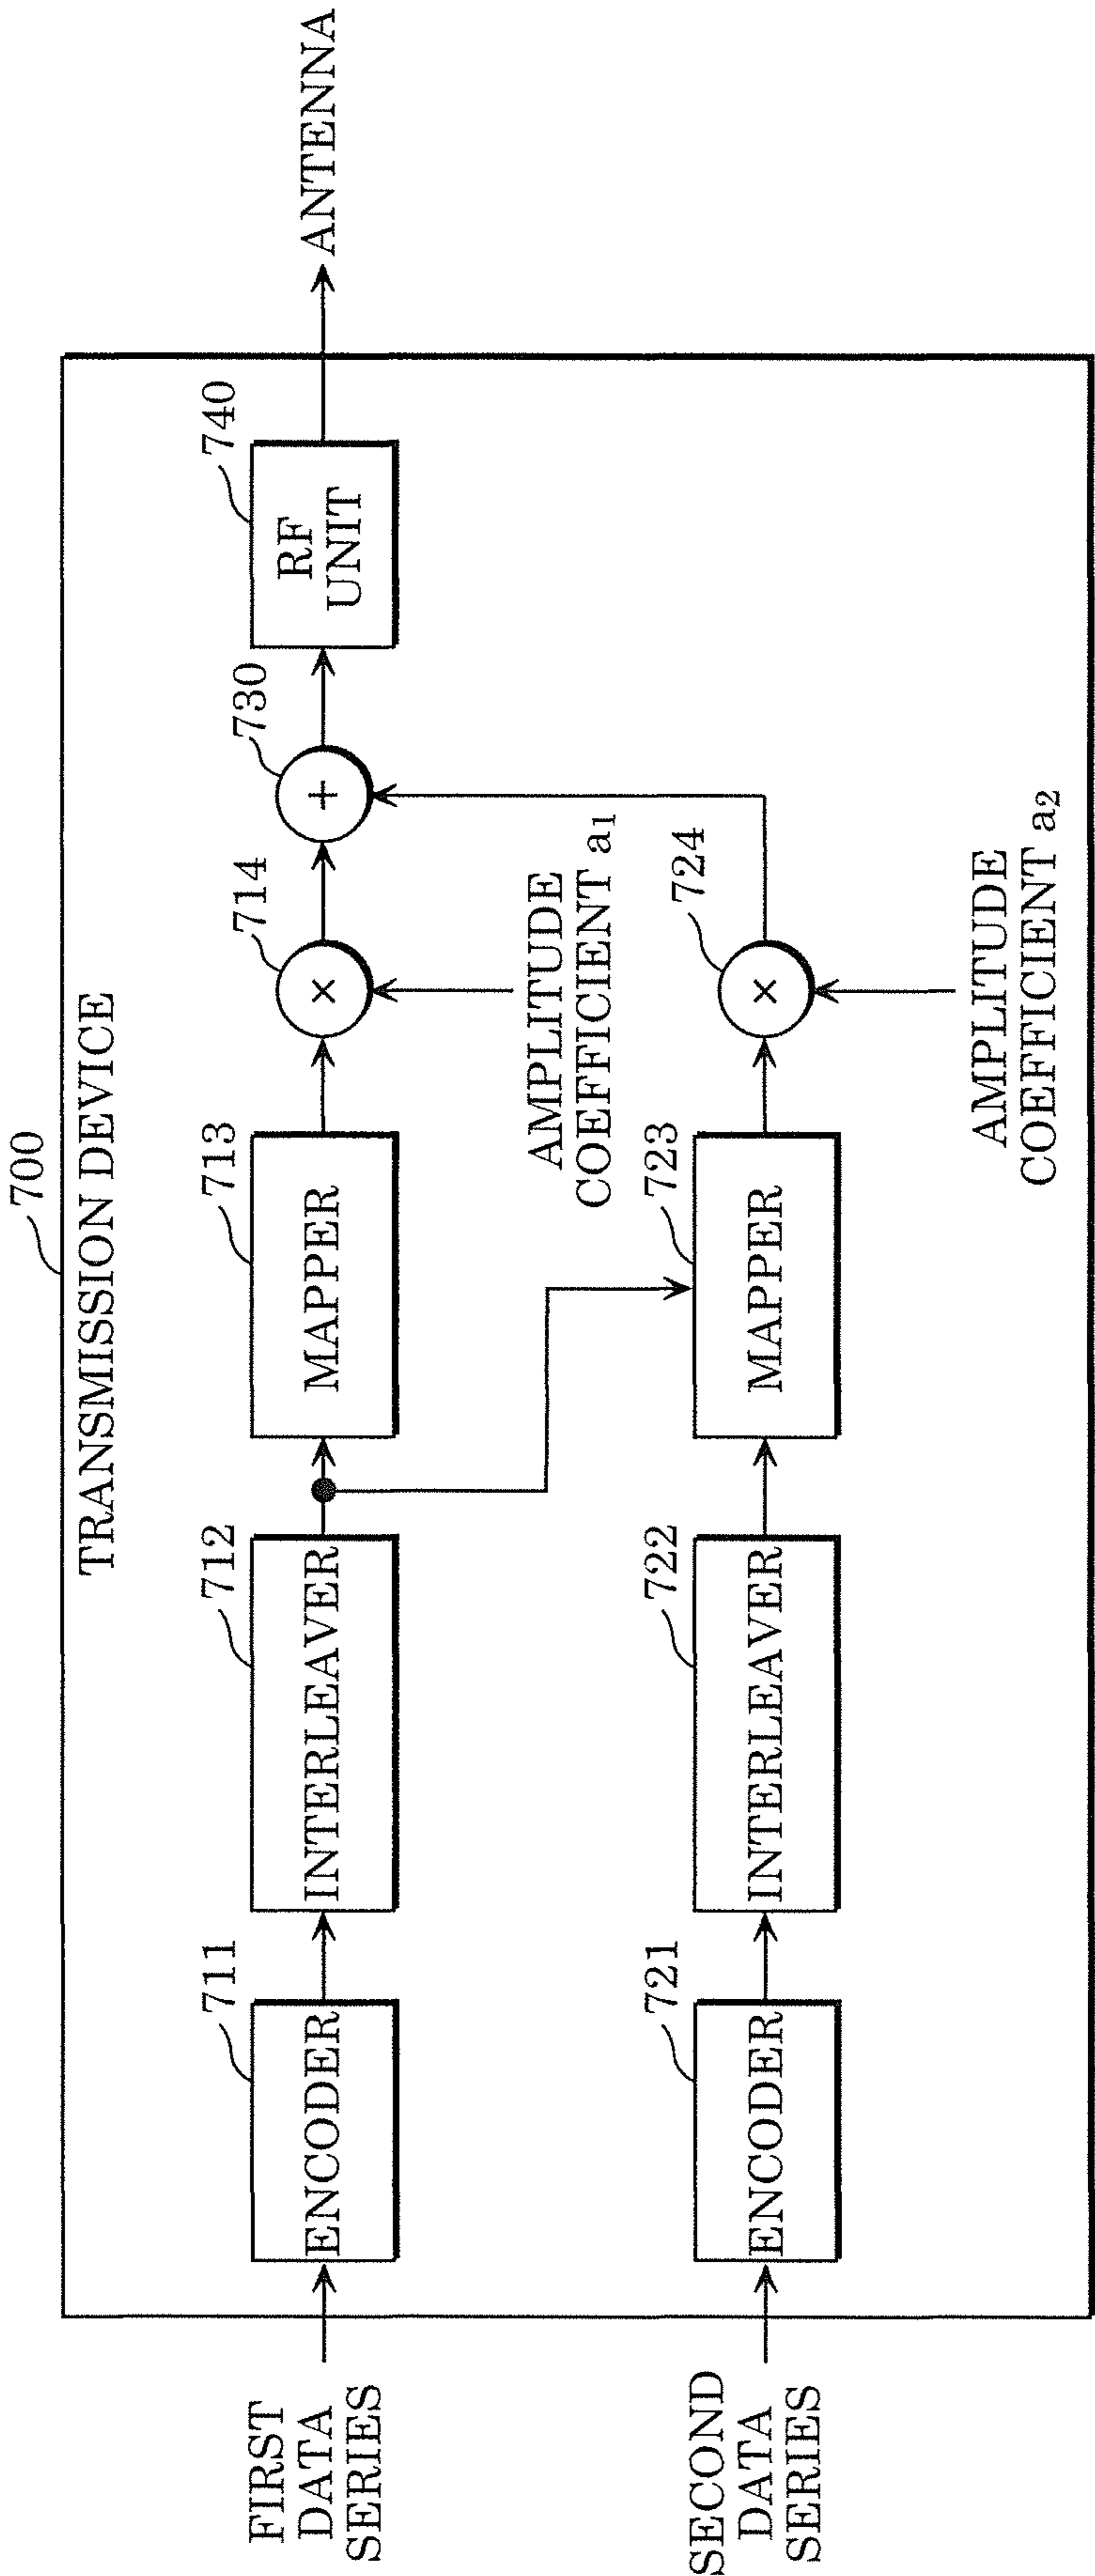 700
TRANSMISSION DEVICE
FIRST
DATA
SERIES
711
ENCODER
712
INTERLEAVER
713
MAPPER
714
×
AMPLITUDE
COEFFICIENT a1
730
+
740
RF
UNIT
ANTENNA
SECOND
DATA
SERIES
721
ENCODER
722
INTERLEAVER
723
MAPPER
724
×
AMPLITUDE
COEFFICIENT a2